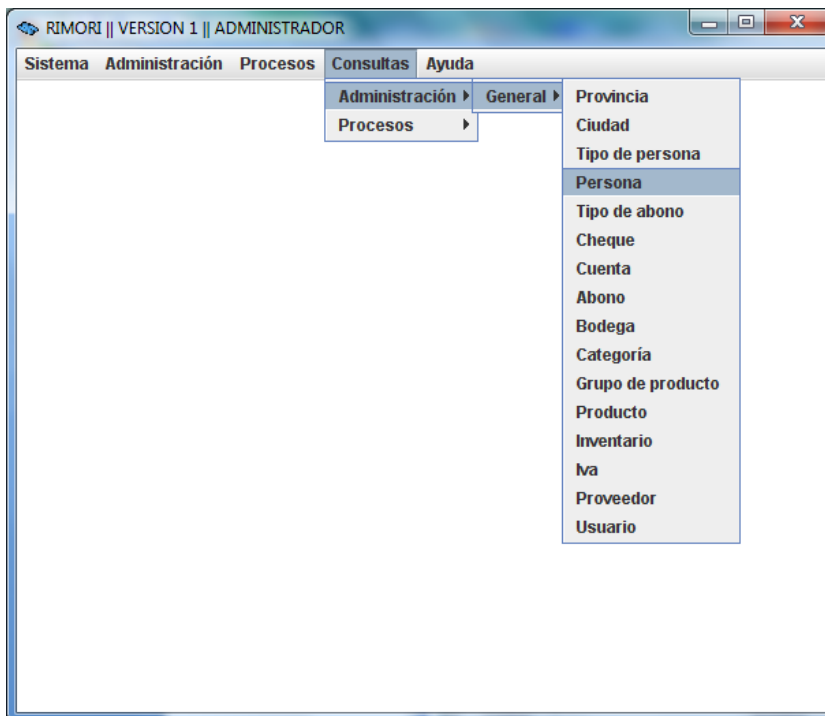 RIMORI || VERSION 1 || ADMINISTRADOR
Sistema Administración Procesos Consultas Ayuda
Administración General Provincia
Procesos Ciudad
Tipo de persona
Persona
Tipo de abono
Cheque
Cuenta
Abono
Bodega
Categoría
Grupo de producto
Producto
Inventario
Iva
Proveedor
Usuario